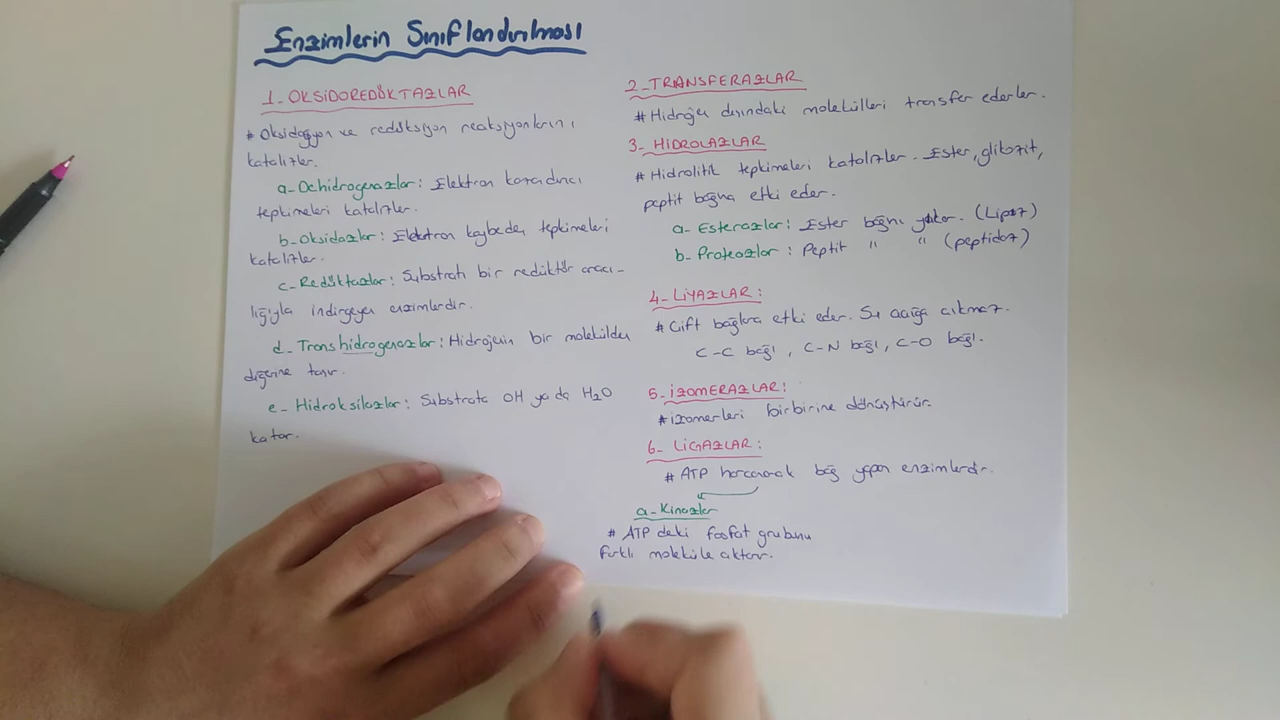 Enzimlerin Sınıflandırılması
1- OKSİDOREDÜKTAZLAR
* Oksidasyon ve redüksiyon reaksiyonlarını
katalizler.
a- Dehidrogenazlar: Elektron kazandırıcı
tepkimeleri katalizler.
b- Oksidazlar: Elektron kaybeden tepkimeleri
katalizler.
c- Redüktazlar: Substratı bir redüktör aracı-
lığıyla indirgeyen enzimlerdir.
d- Transhidrogenazlar: Hidrojenin bir molekülden
diğerine taşır.
e- Hidroksilazlar: Substrata OH ya da H2O
katar.
2- TRANSFERAZLAR
# Hidrojen dışındaki molekülleri transfer ederler.
3- HİDROLAZLAR
# Hidrolitik tepkimeleri katalizler. Ester, glikozit,
peptit bağına etki eder.
a- Esterazlar: Ester bağını yıkar. (Lipaz)
b- Proteazlar: Peptit " " (peptidaz)
4- LİYAZLAR:
# Çift bağlara etki eder. Su açığa çıkmaz.
C-C bağı, C-N bağı, C-O bağı.
5- İZOMERAZLAR:
# izomerleri birbirine dönüştürür.
6- LİGAZLAR:
# ATP harcanarak bağ yapan enzimlerdir.
a- Kinazlar
# ATP deki fosfat grubunu
farklı moleküle aktarır.